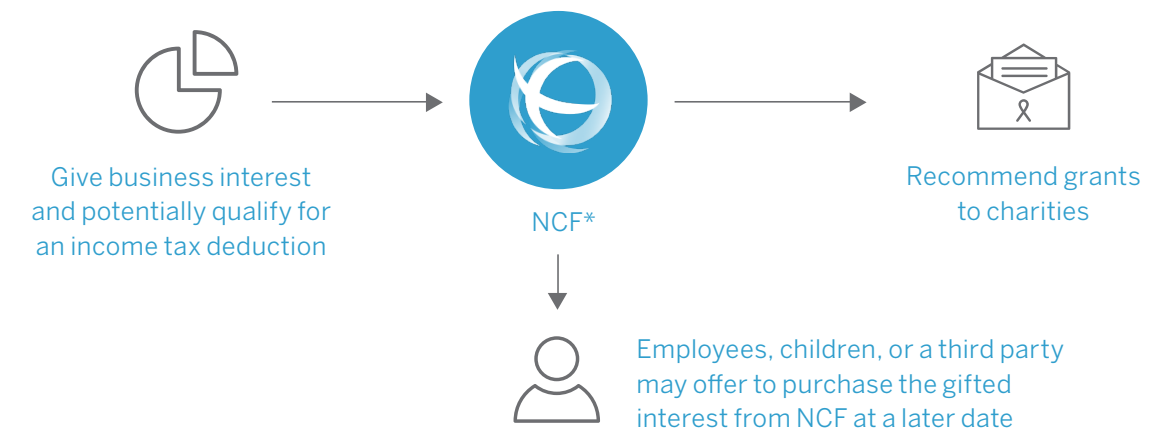 Give business interest
and potentially qualify for
an income tax deduction
NCF*
Recommend grants
to charities
Employees, children, or a third party
may offer to purchase the gifted
interest from NCF at a later date